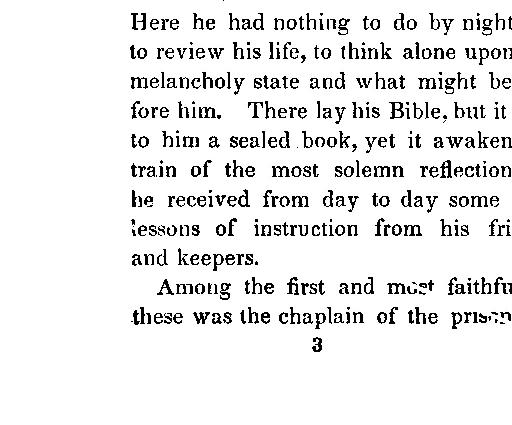 Here he had nothing to do by night
to review his life, to think alone upon
melancholy state and what might be
fore him. There lay his Bible, but it
to him a sealed book, yet it awaken
train of the most solemn reflection
he received from day to day some
lessons of instruction from his fri
and keepers.
Among the first and most faithfu
these was the chaplain of the prison
3